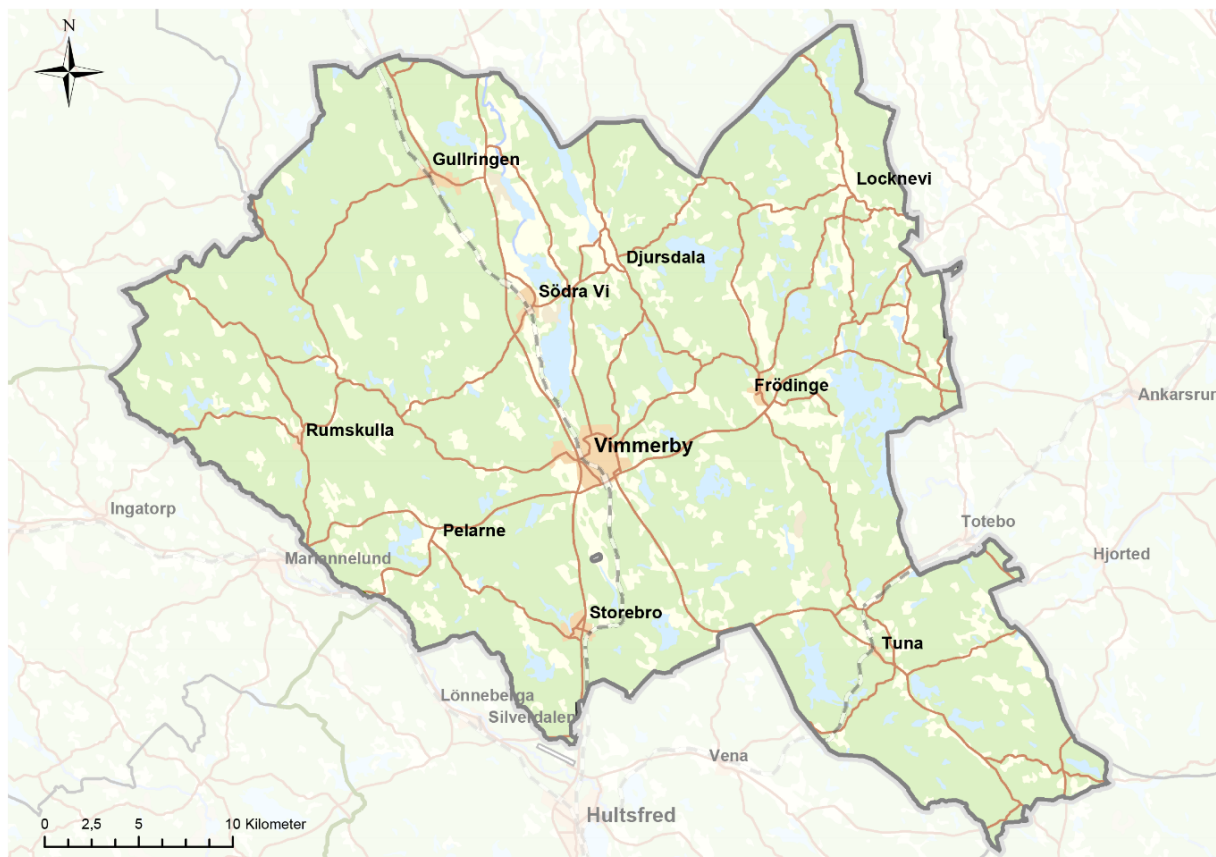 N
Gullringen
Locknevi
Djursdala
Södra Vi
Frödinge
Ankarsrum
Rumskulla
Vimmerby
Ingatorp
Pelarne
Totebo
Mariannelund
Hjorted
Storebro
Tuna
Lönneberga
Silverdalen
Vena
Hultsfred
0 2,5 5 10 Kilometer